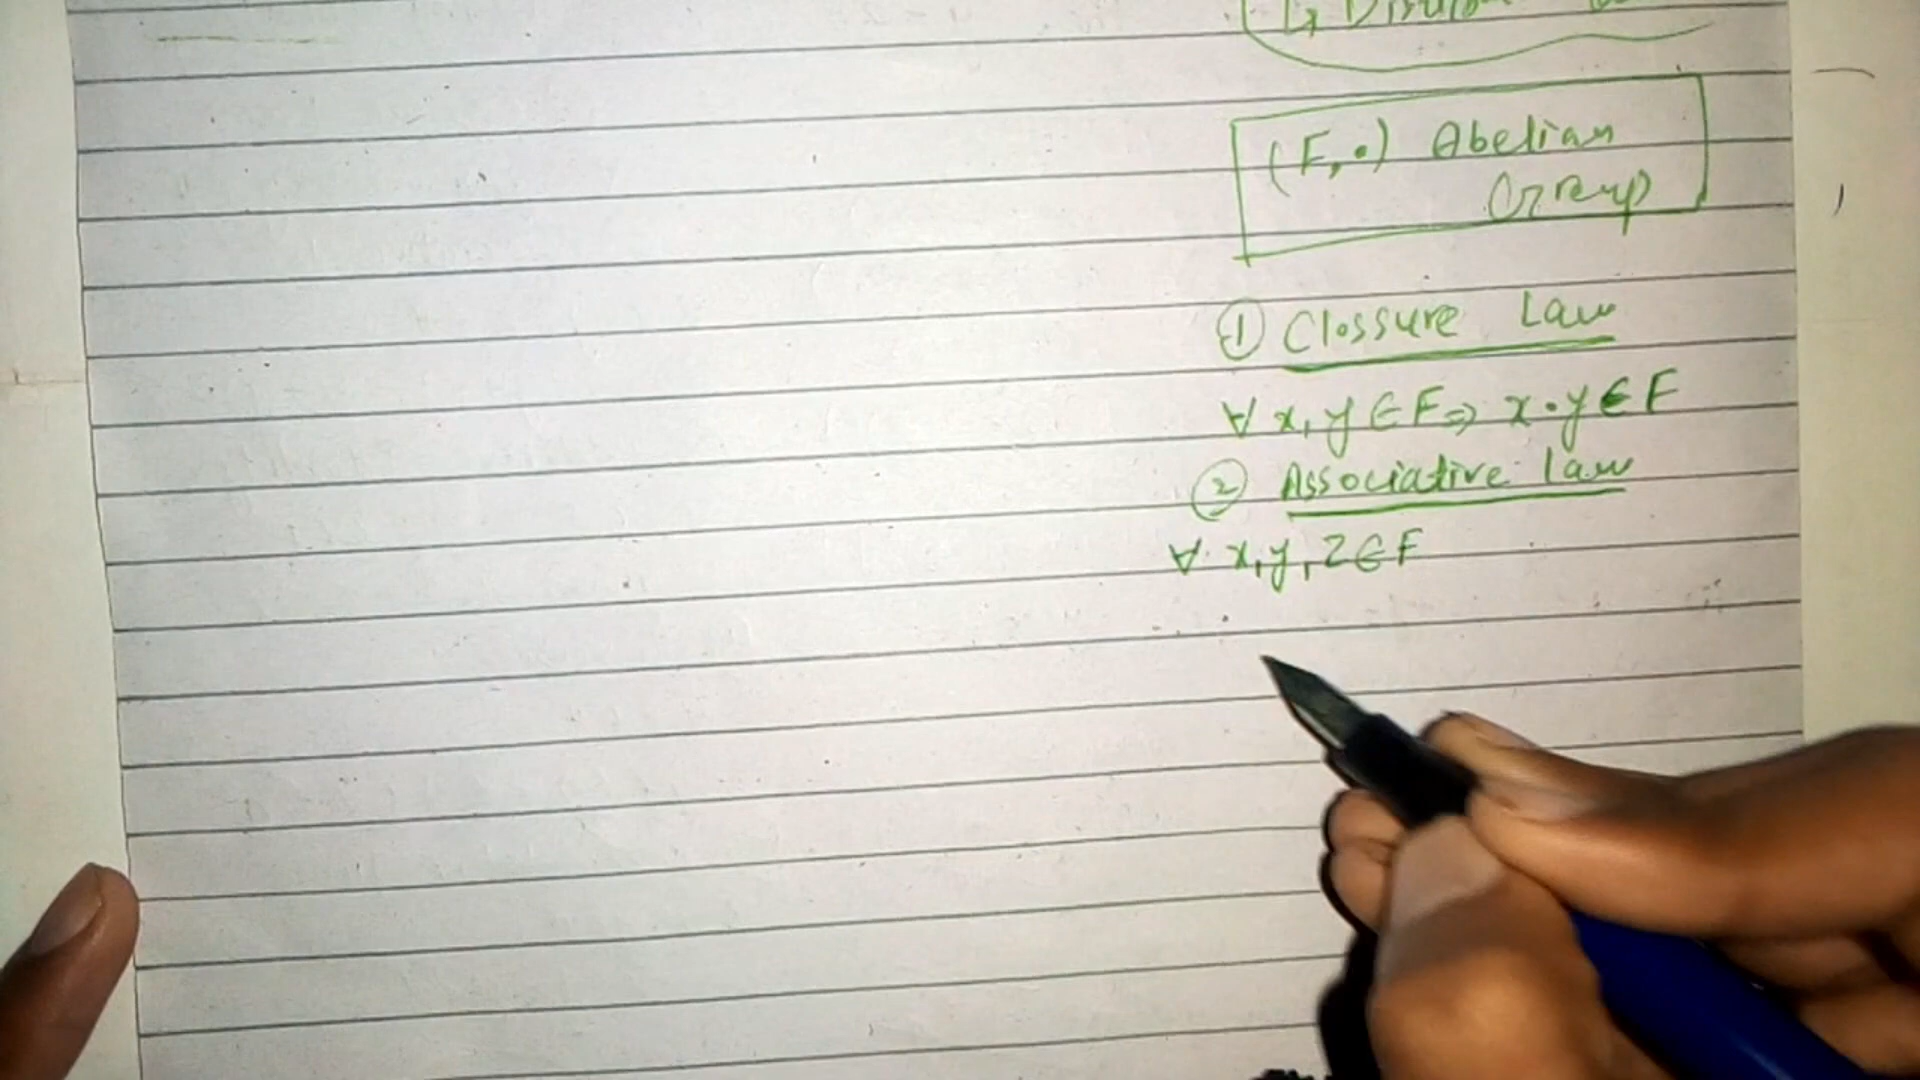 (F, •) Abelian
Group
① Clossure Law
∀ x, y ∈ F ⇒ x • y ∈ F
② Associative law
∀ x, y, z ∈ F